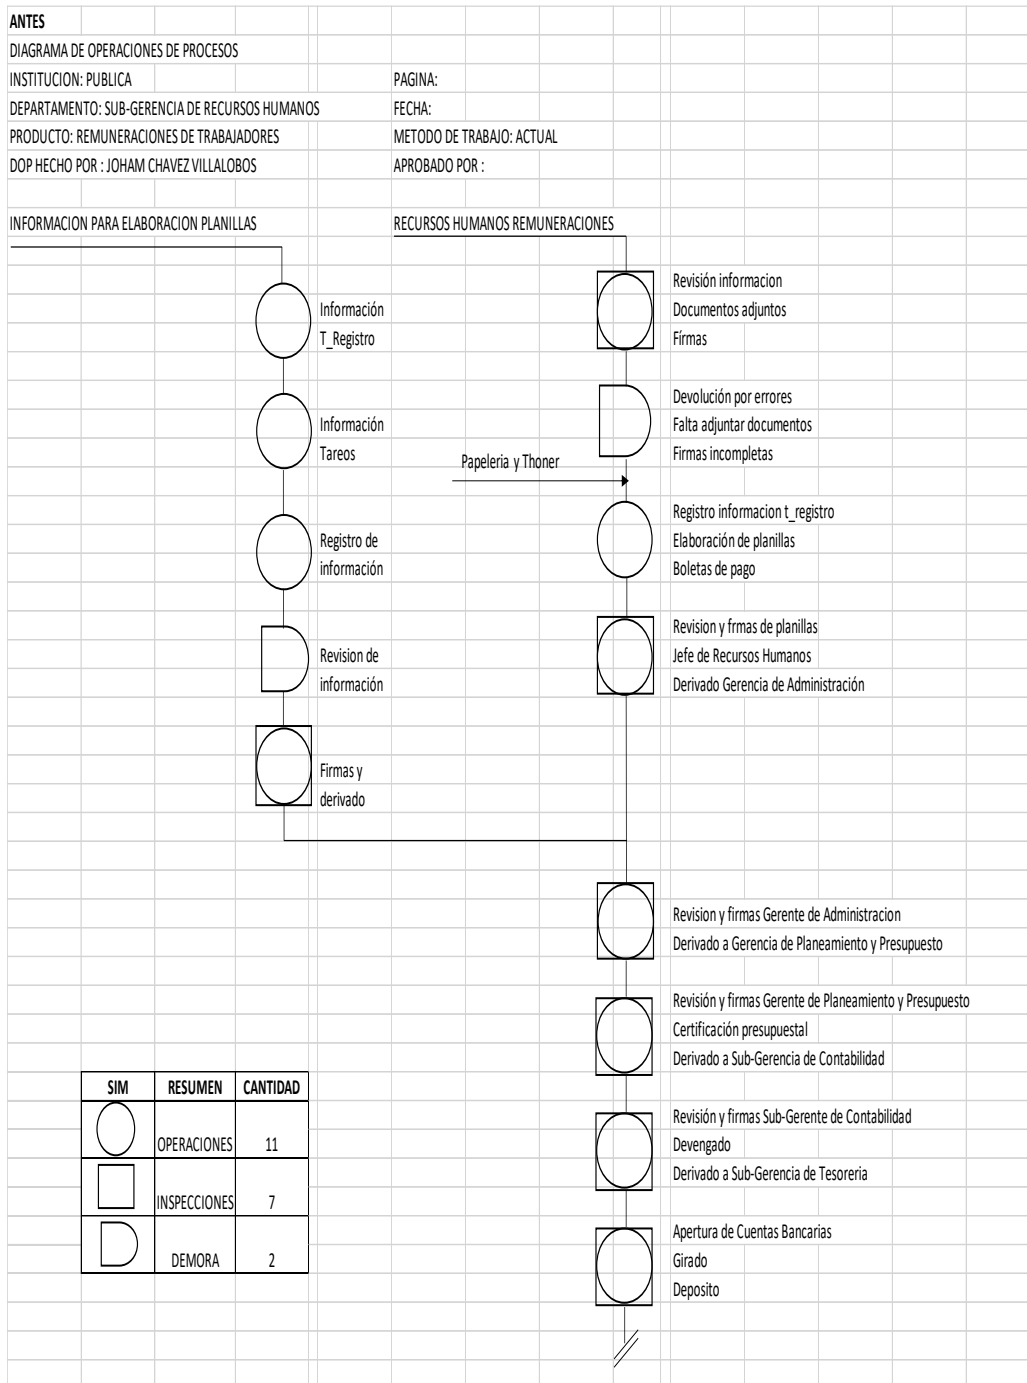 ANTES
DIAGRAMA DE OPERACIONES DE PROCESOS
INSTITUCION: PUBLICA
PAGINA:
DEPARTAMENTO: SUB-GERENCIA DE RECURSOS HUMANOS
FECHA:
PRODUCTO: REMUNERACIONES DE TRABAJADORES
METODO DE TRABAJO: ACTUAL
DOP HECHO POR : JOHAM CHAVEZ VILLALOBOS
APROBADO POR :
INFORMACION PARA ELABORACION PLANILLAS
Información
T_Registro
Información
Tareos
Registro de
información
Revision de
información
Firmas y
derivado
RECURSOS HUMANOS REMUNERACIONES
Revisión informacion
Documentos adjuntos
Fírmas
Devolución por errores
Falta adjuntar documentos
Firmas incompletas
Papeleria y Thoner
Registro informacion t_registro
Elaboración de planillas
Boletas de pago
Revision y frmas de planillas
Jefe de Recursos Humanos
Derivado Gerencia de Administración
Revision y firmas Gerente de Administracion
Derivado a Gerencia de Planeamiento y Presupuesto
Revisión y firmas Gerente de Planeamiento y Presupuesto
Certificación presupuestal
Derivado a Sub-Gerencia de Contabilidad
Revisión y firmas Sub-Gerente de Contabilidad
Devengado
Derivado a Sub-Gerencia de Tesoreria
Apertura de Cuentas Bancarias
Girado
Deposito
SIM RESUMEN CANTIDAD
OPERACIONES 11
INSPECCIONES 7
DEMORA 2